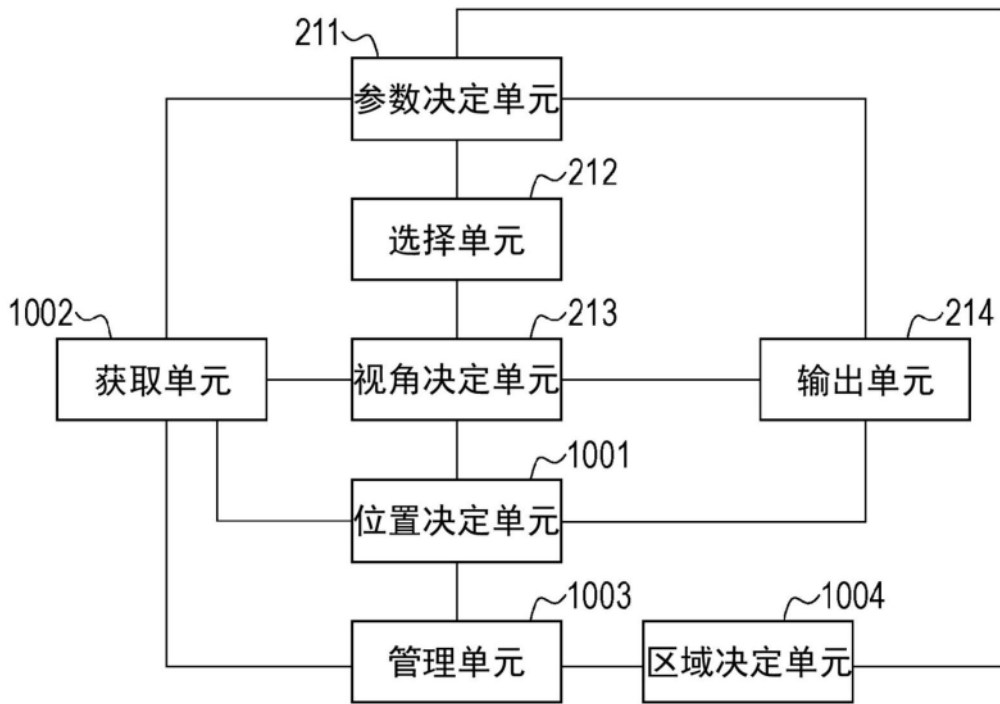 211
参数决定单元
212
选择单元
1002
213
214
获取单元
视角决定单元
输出单元
1001
位置决定单元
1003
1004
管理单元
区域决定单元